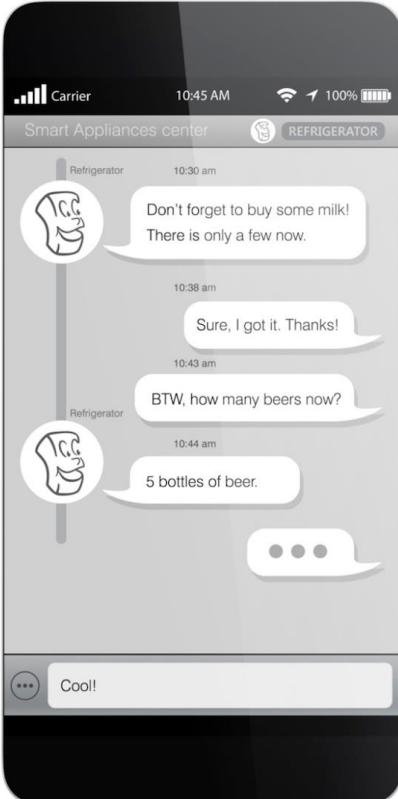 Carrier 10:45 AM 100%
Smart Appliances center REFRIGERATOR
Refrigerator 10:30 am
Don't forget to buy some milk!
There is only a few now.
10:38 am
Sure, I got it. Thanks!
10:43 am
BTW, how many beers now?
Refrigerator
10:44 am
5 bottles of beer.
Cool!